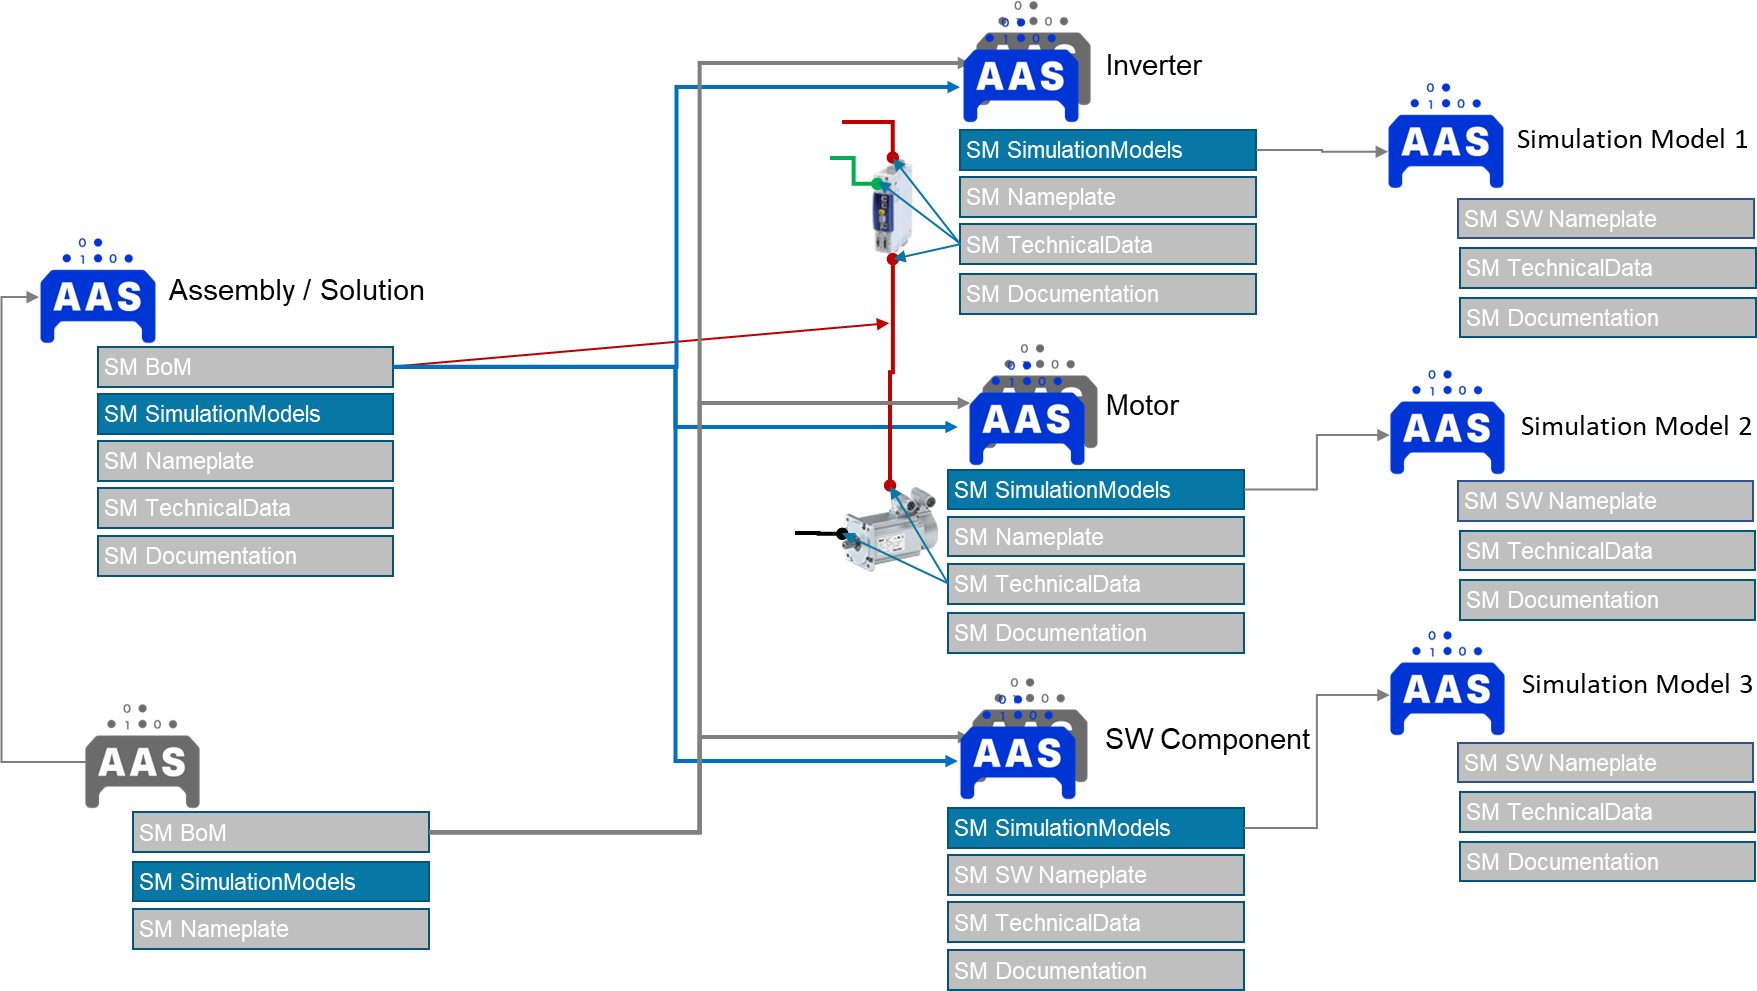 AAS
Assembly / Solution
SM BoM
SM SimulationModels
SM Nameplate
SM TechnicalData
SM Documentation
AAS
SM BoM
SM SimulationModels
SM Nameplate
AAS
Inverter
SM SimulationModels
SM Nameplate
SM TechnicalData
SM Documentation
AAS
Motor
SM SimulationModels
SM Nameplate
SM TechnicalData
SM Documentation
AAS
SW Component
SM SimulationModels
SM SW Nameplate
SM TechnicalData
SM Documentation
AAS
Simulation Model 1
SM SW Nameplate
SM TechnicalData
SM Documentation
AAS
Simulation Model 2
SM SW Nameplate
SM TechnicalData
SM Documentation
AAS
Simulation Model 3
SM SW Nameplate
SM TechnicalData
SM Documentation